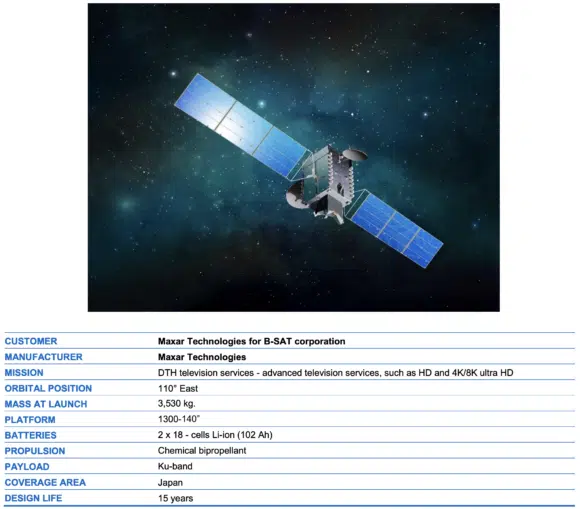 CUSTOMER Maxar Technologies for B-SAT corporation
MANUFACTURER Maxar Technologies
MISSION DTH television services - advanced television services, such as HD and 4K/8K ultra HD
ORBITAL POSITION 110° East
MASS AT LAUNCH 3,530 kg.
PLATFORM 1300-140”
BATTERIES 2 x 18 - cells Li-ion (102 Ah)
PROPULSION Chemical bipropellant
PAYLOAD Ku-band
COVERAGE AREA Japan
DESIGN LIFE 15 years